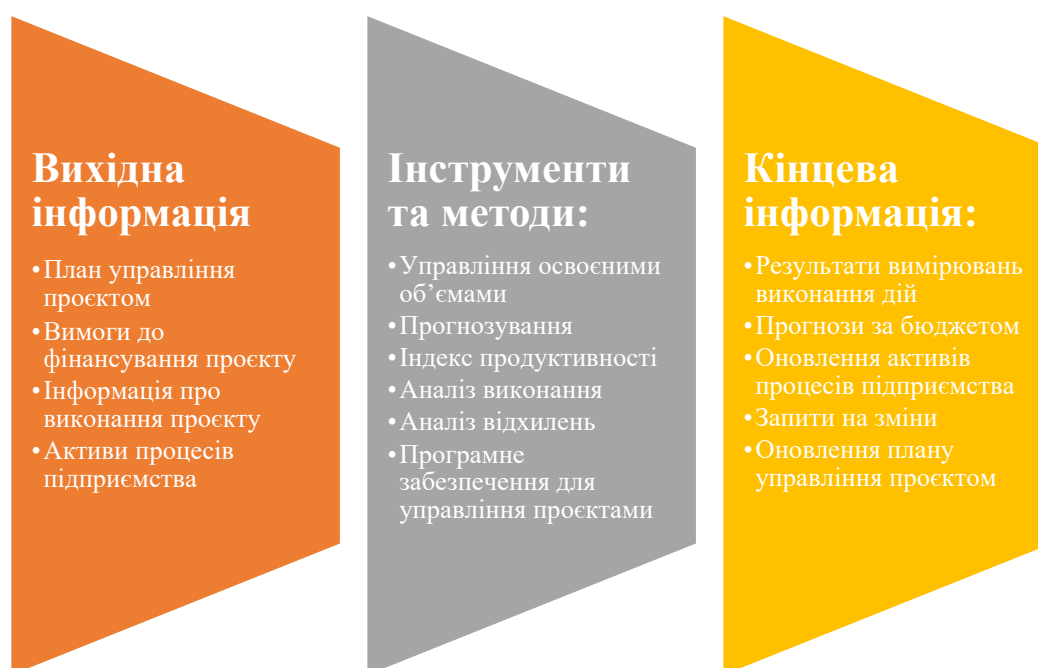 Вихідна
інформація
•План управління
проєктом
•Вимоги до
фінансування проєкту
•Інформація про
виконання проєкту
•Активи процесів
підприємства
Інструменти
та методи:
•Управління освоєними
об’ємами
•Прогнозування
•Індекс продуктивності
•Аналіз виконання
•Аналіз відхилень
•Програмне
забезпечення для
управління проєктами
Кінцева
інформація:
•Результати вимірювань
виконання дій
•Прогнози за бюджетом
•Оновлення активів
процесів підприємства
•Запити на зміни
•Оновлення плану
управління проєктом